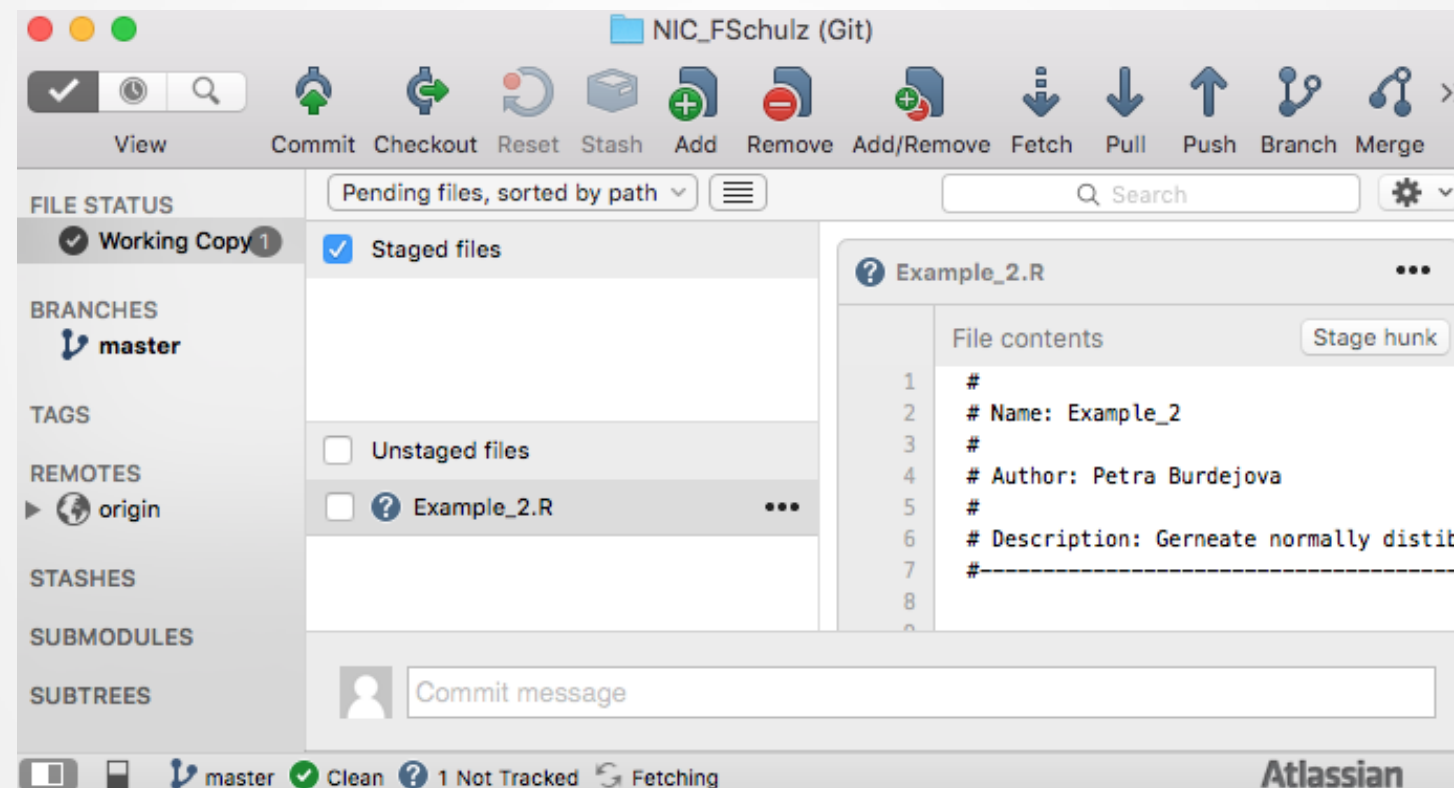 NIC_FSchulz (Git)
View Commit Checkout Reset Stash Add Remove Add/Remove Fetch Pull Push Branch Merge
FILE STATUS
Working Copy 1
BRANCHES
master
TAGS
REMOTES
origin
STASHES
SUBMODULES
SUBTREES
Pending files, sorted by path
Search
Staged files
Unstaged files
Example_2.R
Example_2.R
File contents Stage hunk
1 #
2 # Name: Example_2
3 #
4 # Author: Petra Burdejova
5 #
6 # Description: Gerneate normally distib
7 #---------------------------------------
8
Commit message
master Clean 1 Not Tracked Fetching
Atlassian